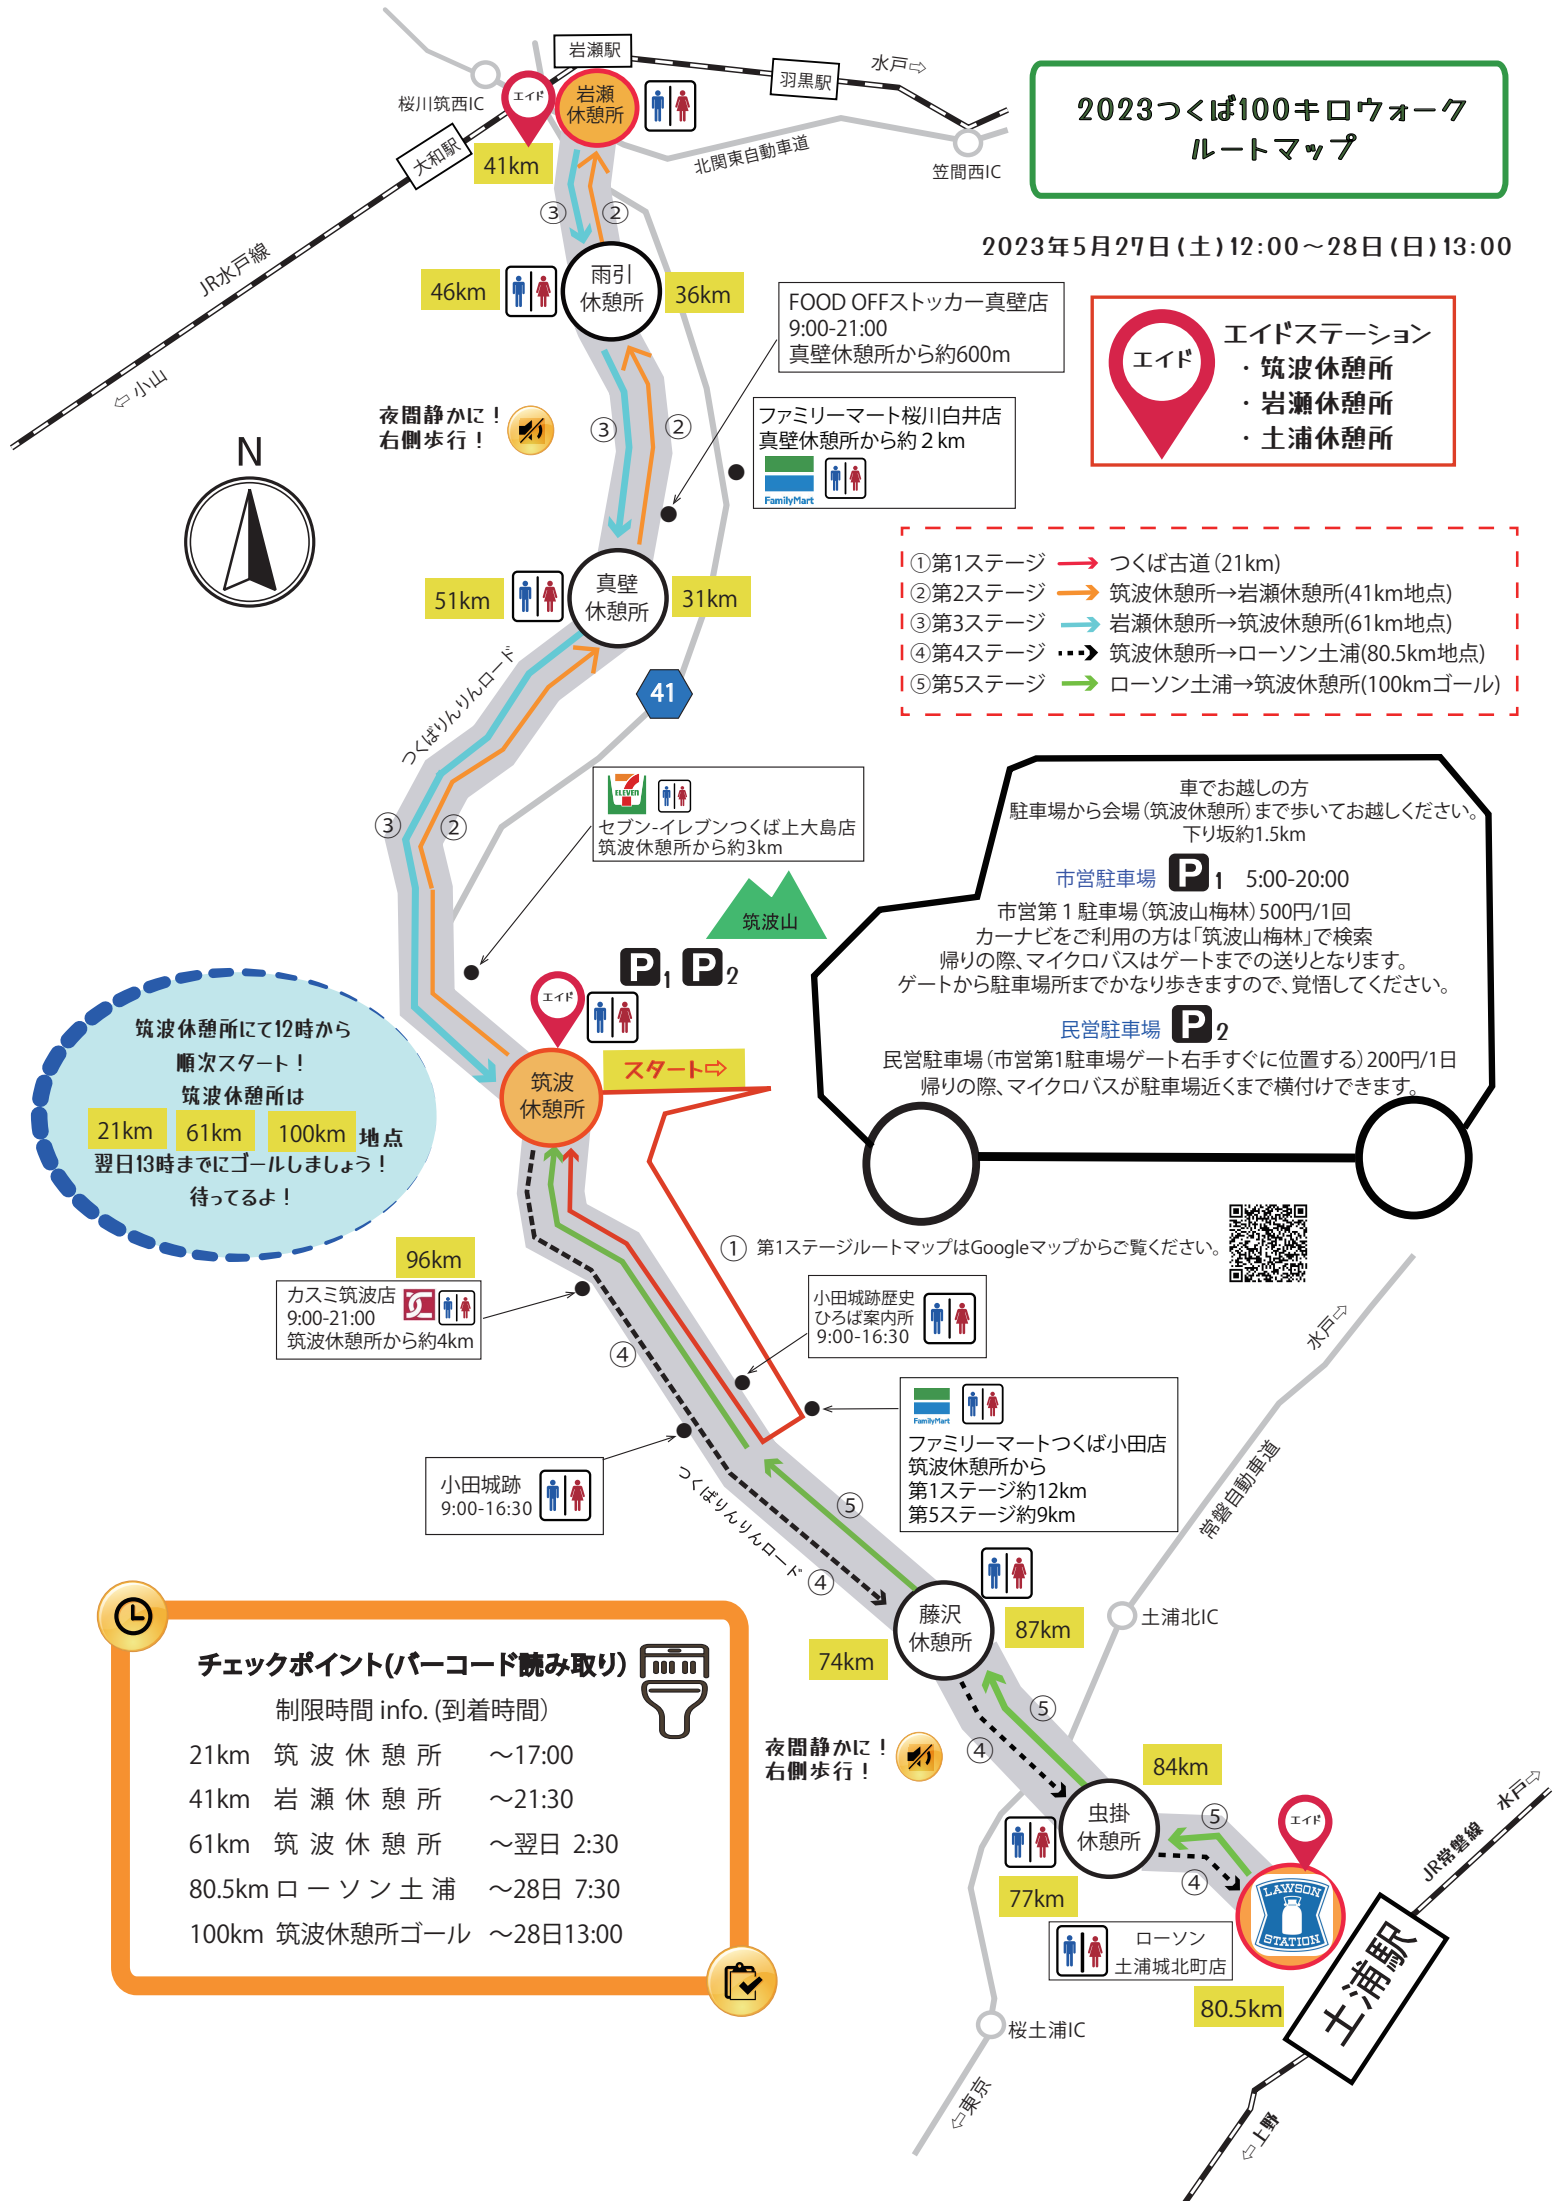 2023つくば100キロウォーク
ルートマップ
2023年5月27日(土)12:00～28日(日)13:00
岩瀬駅
羽黒駅
水戸⇨
桜川筑西IC
エイド
岩瀬
休憩所
大和駅
41km
北関東自動車道
笠間西IC
③
②
JR水戸線
⇦小山
46km
雨引
休憩所
36km
FOOD OFFストッカー真壁店
9:00-21:00
真壁休憩所から約600m
エイド
エイドステーション
・筑波休憩所
・岩瀬休憩所
・土浦休憩所
夜間静かに！
右側歩行！
③
②
ファミリーマート桜川白井店
真壁休憩所から約２km
FamilyMart
N
①第1ステージ つくば古道(21km)
②第2ステージ 筑波休憩所→岩瀬休憩所(41km地点)
③第3ステージ 岩瀬休憩所→筑波休憩所(61km地点)
④第4ステージ 筑波休憩所→ローソン土浦(80.5km地点)
⑤第5ステージ ローソン土浦→筑波休憩所(100kmゴール)
51km
真壁
休憩所
31km
つくばりんりんロード
41
③
②
7
ELEVEN
セブン-イレブンつくば上大島店
筑波休憩所から約3km
筑波山
P1 P2
車でお越しの方
駐車場から会場(筑波休憩所)まで歩いてお越しください。
下り坂約1.5km
市営駐車場 P1 5:00-20:00
市営第１駐車場(筑波山梅林)500円/1回
カーナビをご利用の方は｢筑波山梅林｣で検索
帰りの際、マイクロバスはゲートまでの送りとなります。
ゲートから駐車場所までかなり歩きますので、覚悟してください。
民営駐車場 P2
民営駐車場(市営第1駐車場ゲート右手すぐに位置する)200円/1日
帰りの際、マイクロバスが駐車場近くまで横付けできます。
エイド
筑波
休憩所
スタート⇨
筑波休憩所にて12時から
順次スタート！
筑波休憩所は
21km 61km 100km 地点
翌日13時までにゴールしましょう！
待ってるよ！
① 第1ステージルートマップはGoogleマップからご覧ください。
96km
カスミ筑波店
9:00-21:00
筑波休憩所から約4km
④
小田城跡歴史
ひろば案内所
9:00-16:30
水戸⇨
FamilyMart
ファミリーマートつくば小田店
筑波休憩所から
第1ステージ約12km
第5ステージ約9km
小田城跡
9:00-16:30
つくばりんりんロード
⑤
④
常磐自動車道
藤沢
休憩所
87km
74km
土浦北IC
チェックポイント(バーコード読み取り)
制限時間 info. (到着時間)
21km 筑波休憩所 ～17:00
41km 岩瀬休憩所 ～21:30
61km 筑波休憩所 ～翌日 2:30
80.5km ローソン土浦 ～28日 7:30
100km 筑波休憩所ゴール ～28日13:00
夜間静かに！
右側歩行！
⑤
④
84km
虫掛
休憩所
77km
⑤
④
エイド
LAWSON
STATION
ローソン
土浦城北町店
80.5km
JR常磐線
水戸⇨
土浦駅
桜土浦IC
⇦東京
⇦上野